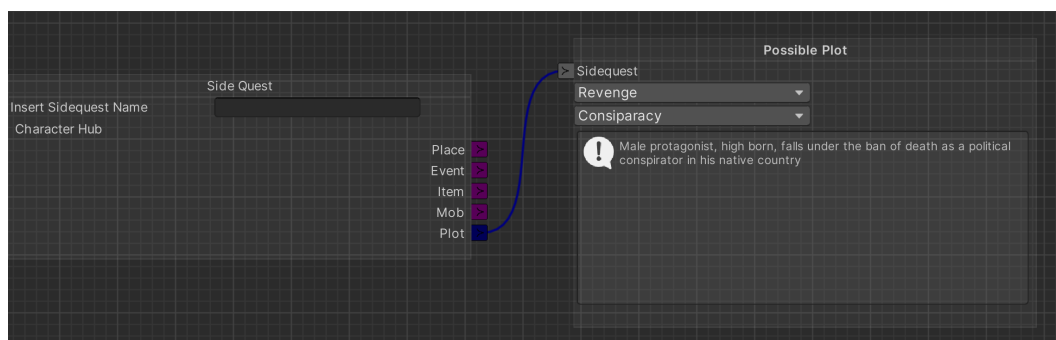 Side Quest
Insert Sidequest Name
Character Hub
Place
Event
Item
Mob
Plot
Possible Plot
Sidequest
Revenge
Consiparacy
Male protagonist, high born, falls under the ban of death as a political
conspirator in his native country